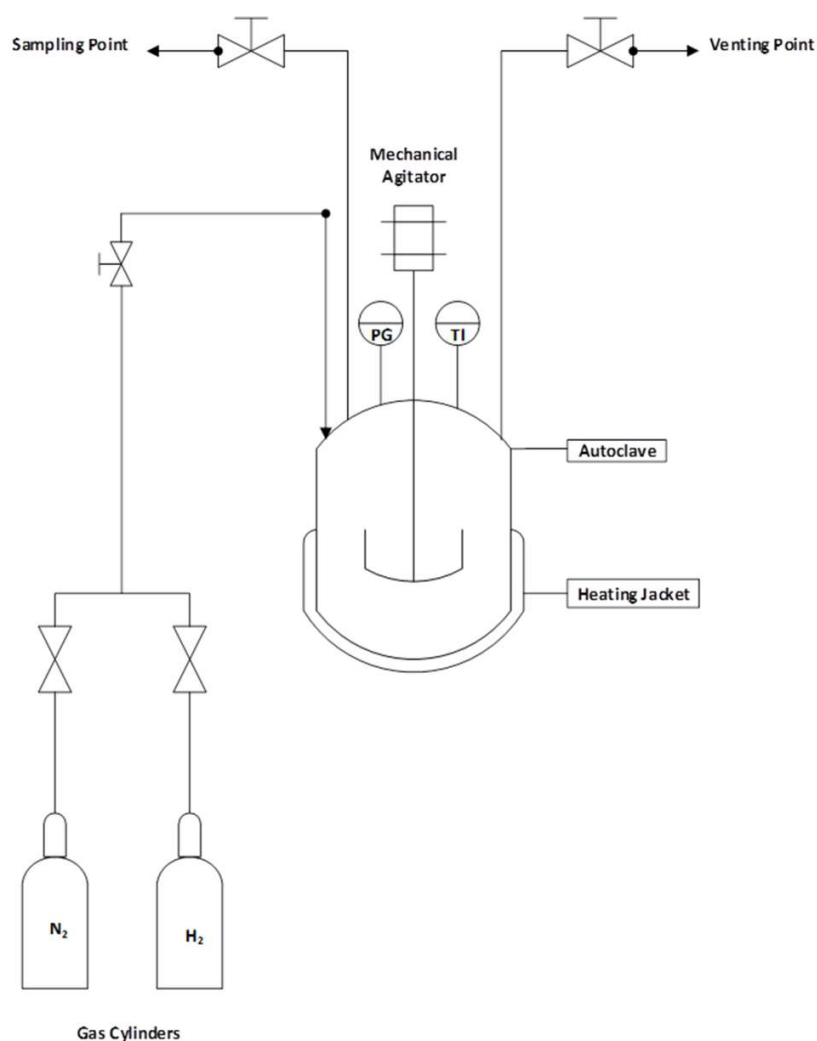 Sampling Point
Venting Point
Mechanical
Agitator
PG
TI
Autoclave
Heating Jacket
N₂
H₂
Gas Cylinders